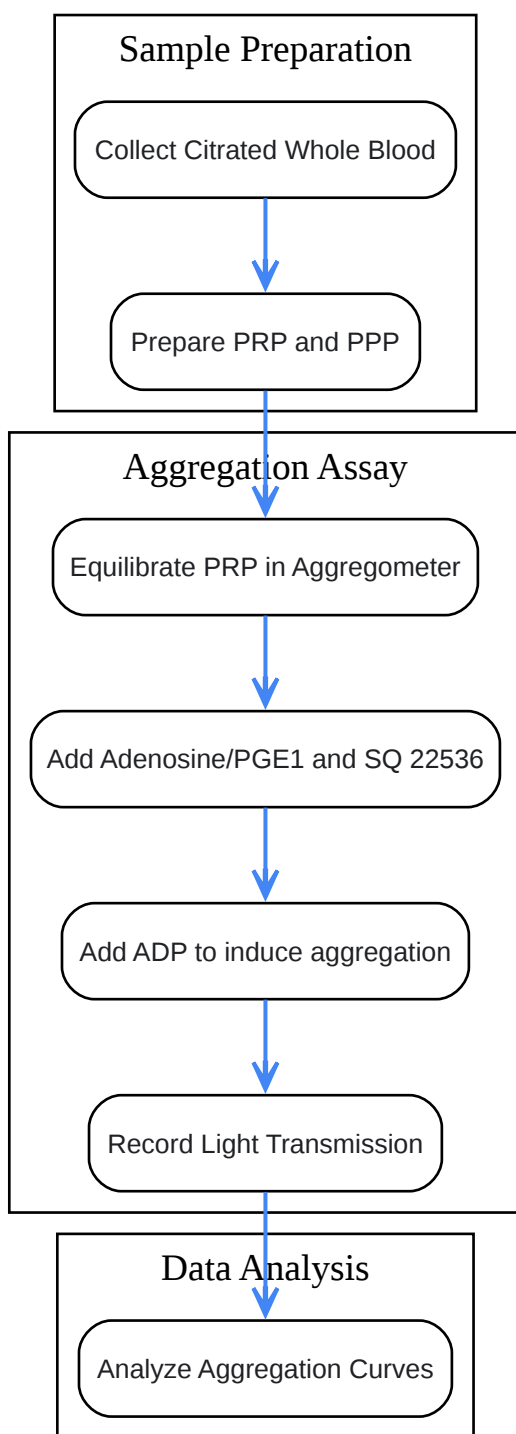 Sample Preparation
Collect Citrated Whole Blood
Prepare PRP and PPP
Aggregation Assay
Equilibrate PRP in Aggregometer
Add Adenosine/PGE1 and SQ 22536
Add ADP to induce aggregation
Record Light Transmission
Data Analysis
Analyze Aggregation Curves